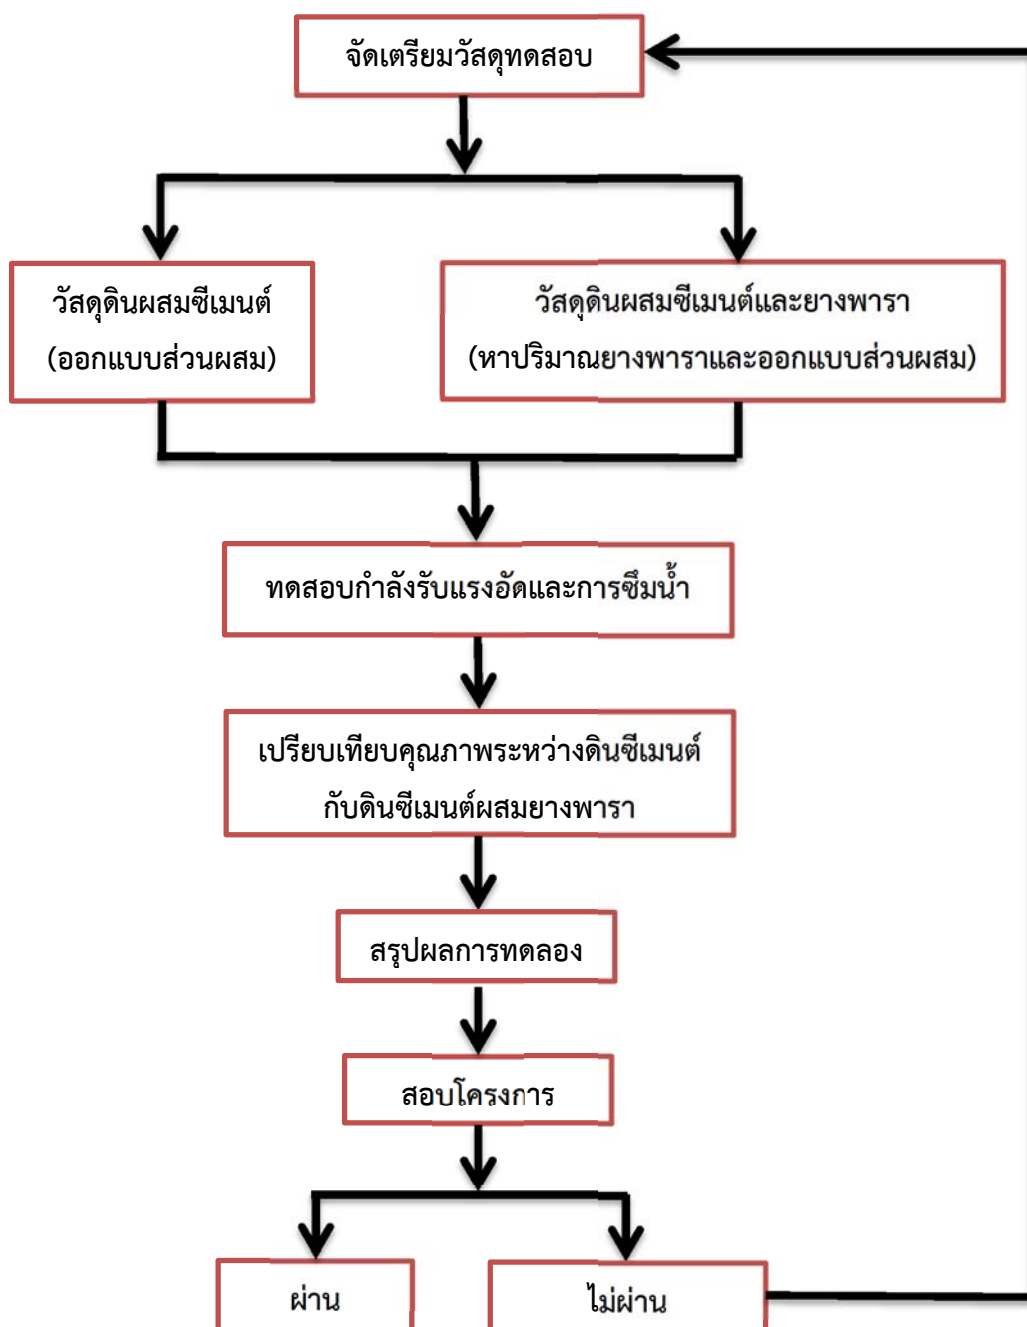 จัดเตรียมวัสดุทดสอบ
วัสดุดินผสมซีเมนต์
(ออกแบบส่วนผสม)
วัสดุดินผสมซีเมนต์และยางพารา
(หาปริมาณยางพาราและออกแบบส่วนผสม)
ทดสอบกำลังรับแรงอัดและการซึมน้ำ
เปรียบเทียบคุณภาพระหว่างดินซีเมนต์
กับดินซีเมนต์ผสมยางพารา
สรุปผลการทดลอง
สอบโครงการ
ผ่าน
ไม่ผ่าน